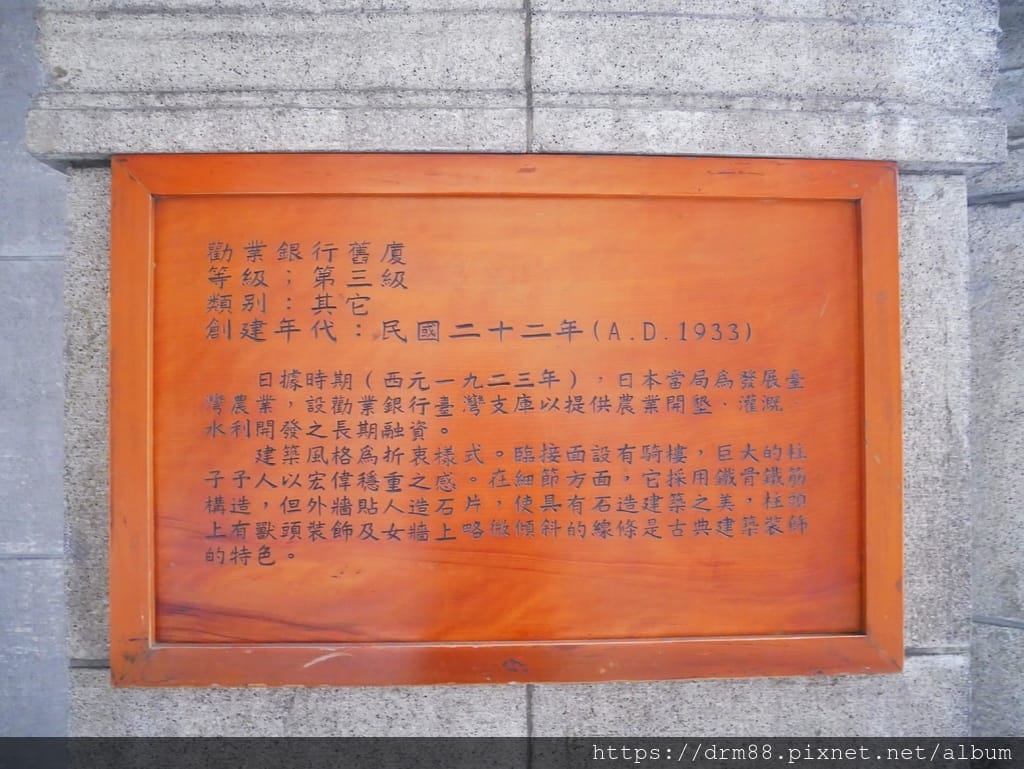 勸業銀行舊廈
等級；第三級
類別：其它
創建年代：民國二十二年(A.D.1933)
日據時期（西元一九二三年），日本當局為發展臺
灣農業，設勸業銀行臺灣支庫以提供農業開墾、灌溉、
水利開發之長期融資。
建築風格為折衷樣式。臨接面設有騎樓，巨大的柱
子予人以宏偉穩重之感。在細節方面，它採用鐵骨鐵筋
構造，但外牆貼人造石片，使具有石造建築之美，柱頭
上有獸頭裝飾及女牆上略微傾斜的線條是古典建築裝飾
的特色。
https://drm88.pixnet.net/album